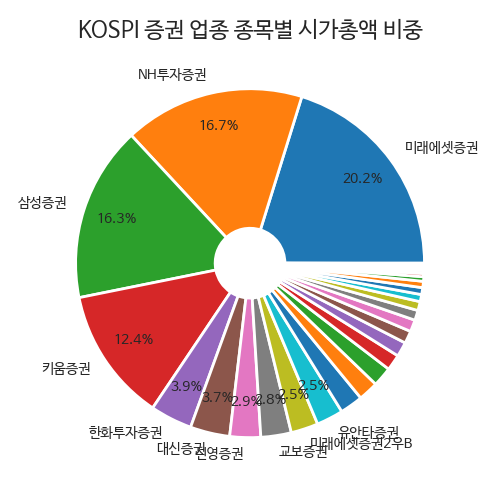 KOSPI 증권 업종 종목별 시가총액 비중
NH투자증권
미래에셋증권
16.7%
20.2%
삼성증권
16.3%
키움증권
12.4%
3.9%
3.7%
2.9%
2.8%
2.5%
2.5%
한화투자증권
대신증권
신영증권
교보증권
미래에셋증권2우B
유안타증권